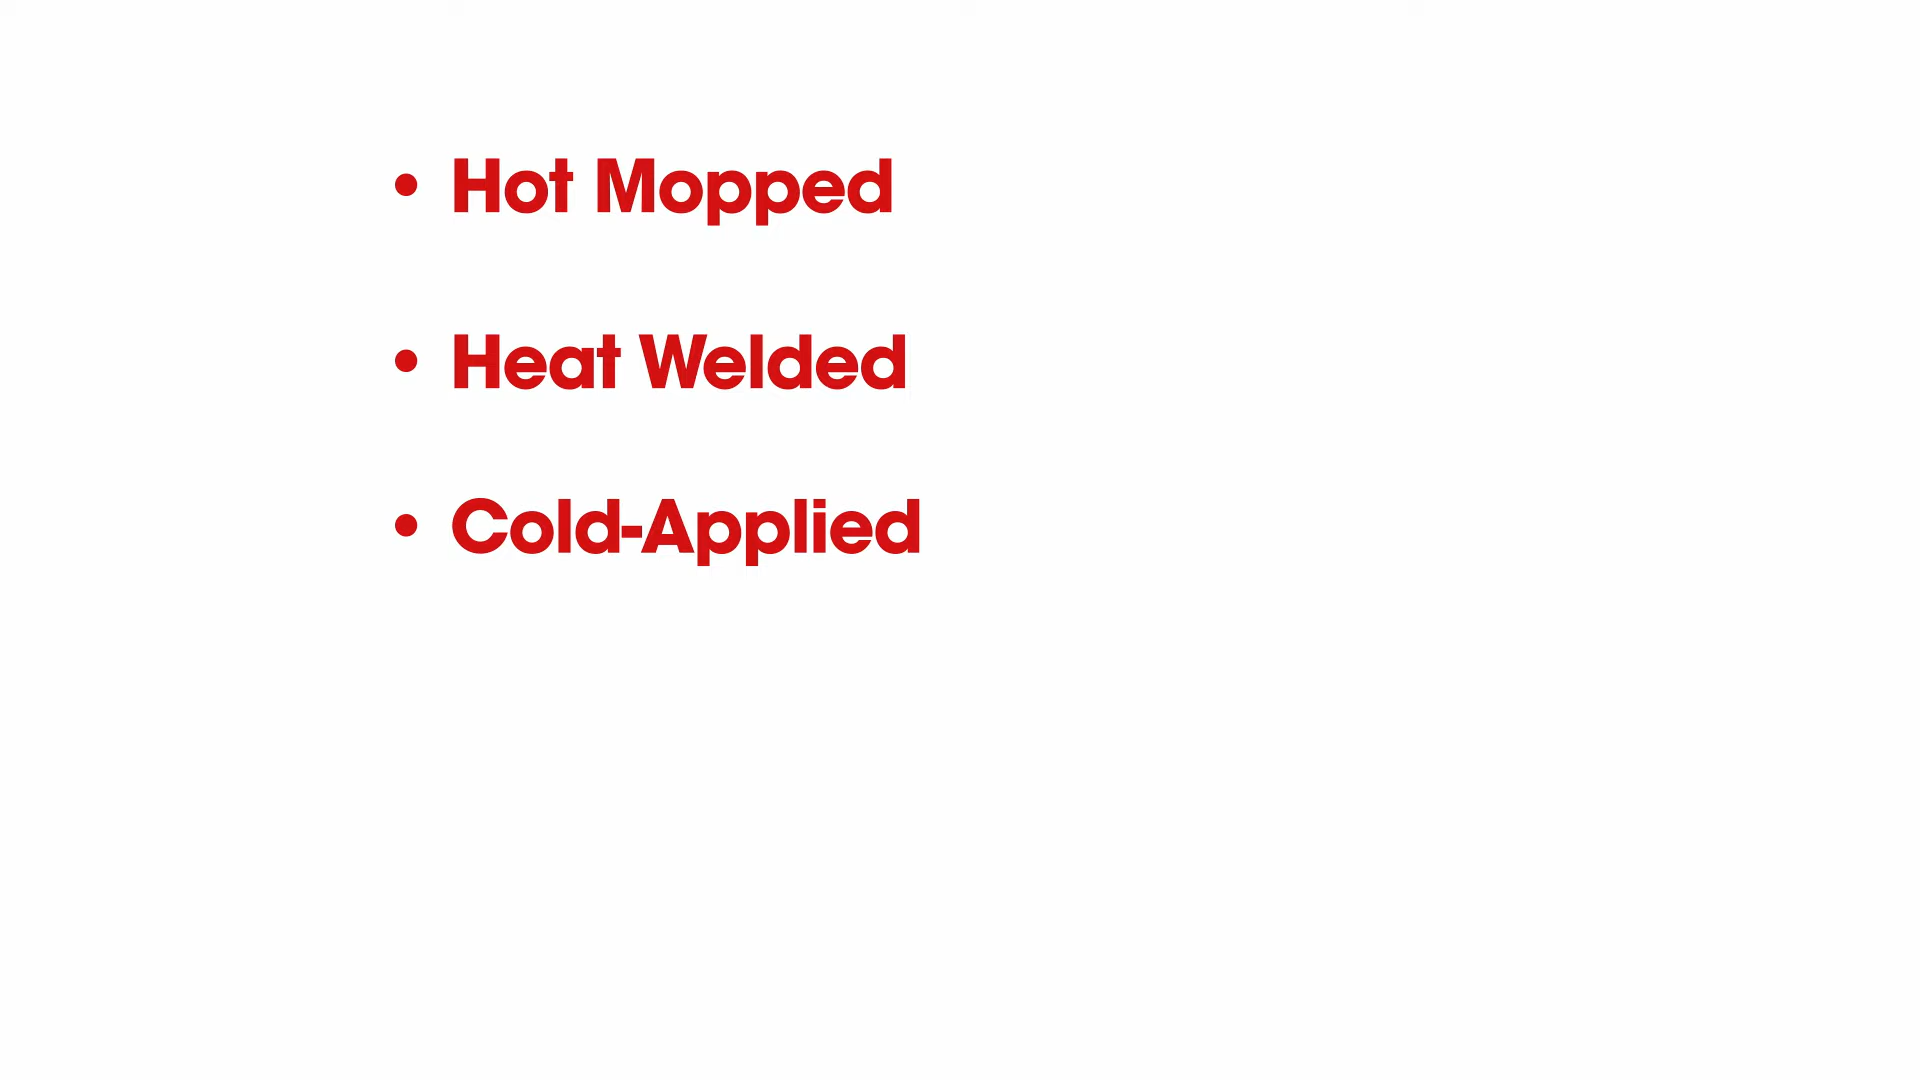 • Hot Mopped
• Heat Welded
• Cold-Applied